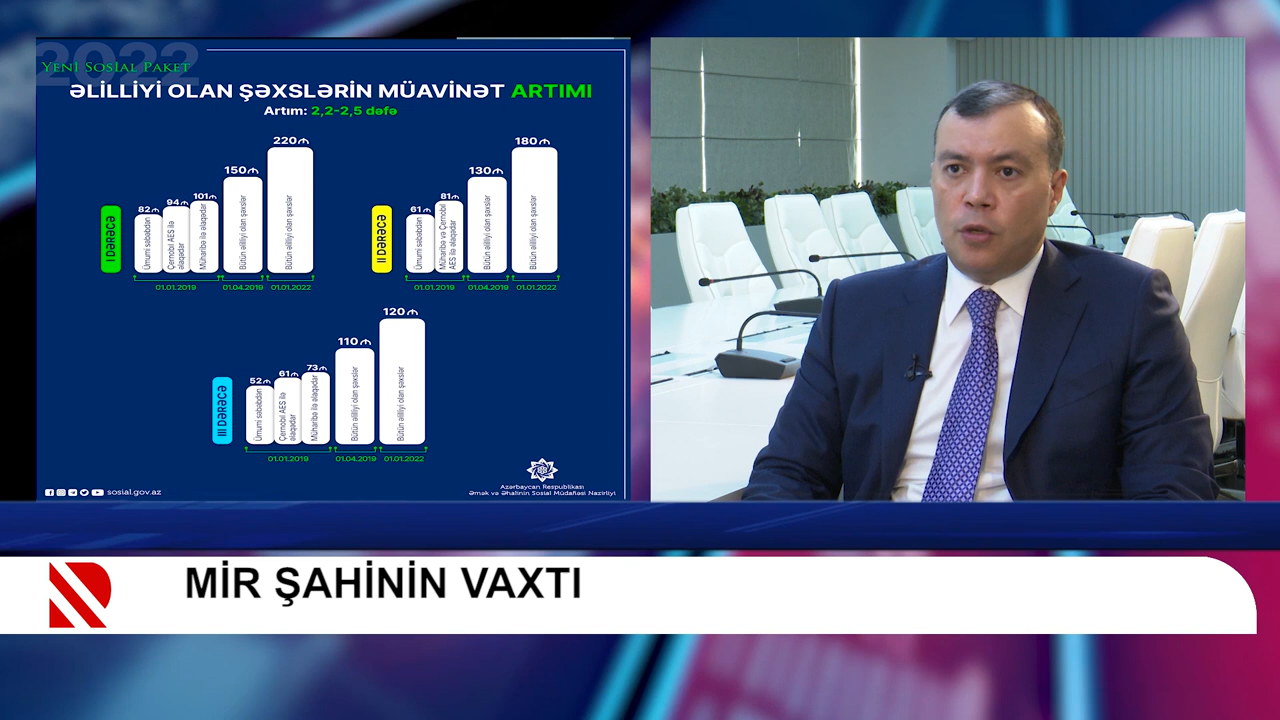 2022
YENİ SOSİAL PAKET
ƏLİLLİYİ OLAN ŞƏXSLƏRİN MÜAVİNƏT ARTIMI
Artım: 2,2-2,5 dəfə
I DƏRƏCƏ
82₼
94₼
101₼
150₼
220₼
Ümumi səbəbdən
Çernobıl AES ilə
əlaqədar
Müharibə ilə əlaqədar
Bütün əlilliyi olan şəxslər
Bütün əlilliyi olan şəxslər
01.01.2019
01.04.2019
01.01.2022
II DƏRƏCƏ
61₼
81₼
130₼
180₼
Ümumi səbəbdən
Müharibə və Çernobıl
AES ilə əlaqədar
Bütün əlilliyi olan şəxslər
Bütün əlilliyi olan şəxslər
01.01.2019
01.04.2019
01.01.2022
III DƏRƏCƏ
52₼
61₼
73₼
110₼
120₼
Ümumi səbəbdən
Çernobıl AES ilə
əlaqədar
Müharibə ilə əlaqədar
Bütün əlilliyi olan şəxslər
Bütün əlilliyi olan şəxslər
01.01.2019
01.04.2019
01.01.2022
sosial.gov.az
Azərbaycan Respublikası
Əmək və Əhalinin Sosial Müdafiəsi Nazirliyi
MİR ŞAHİNİN VAXTI